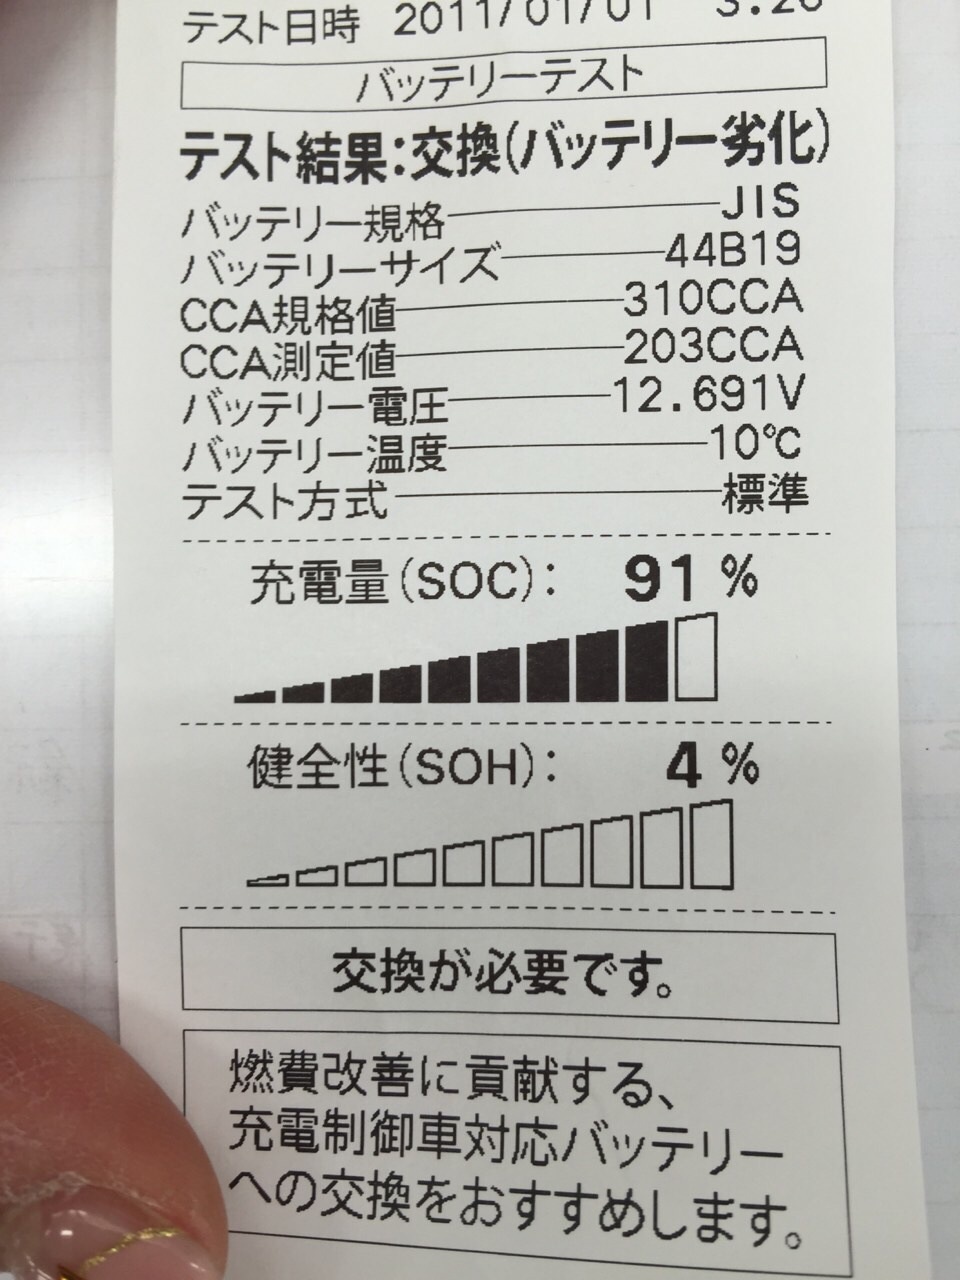 テスト日時 2011/01/01 3:26
バッテリーテスト
テスト結果:交換(バッテリー劣化)
バッテリー規格 JIS
バッテリーサイズ 44B19
CCA規格値 310CCA
CCA測定値 203CCA
バッテリー電圧 12.691V
バッテリー温度 10℃
テスト方式 標準
充電量(SOC): 91 %
健全性(SOH): 4 %
交換が必要です。
燃費改善に貢献する、
充電制御車対応バッテリー
への交換をおすすめします。